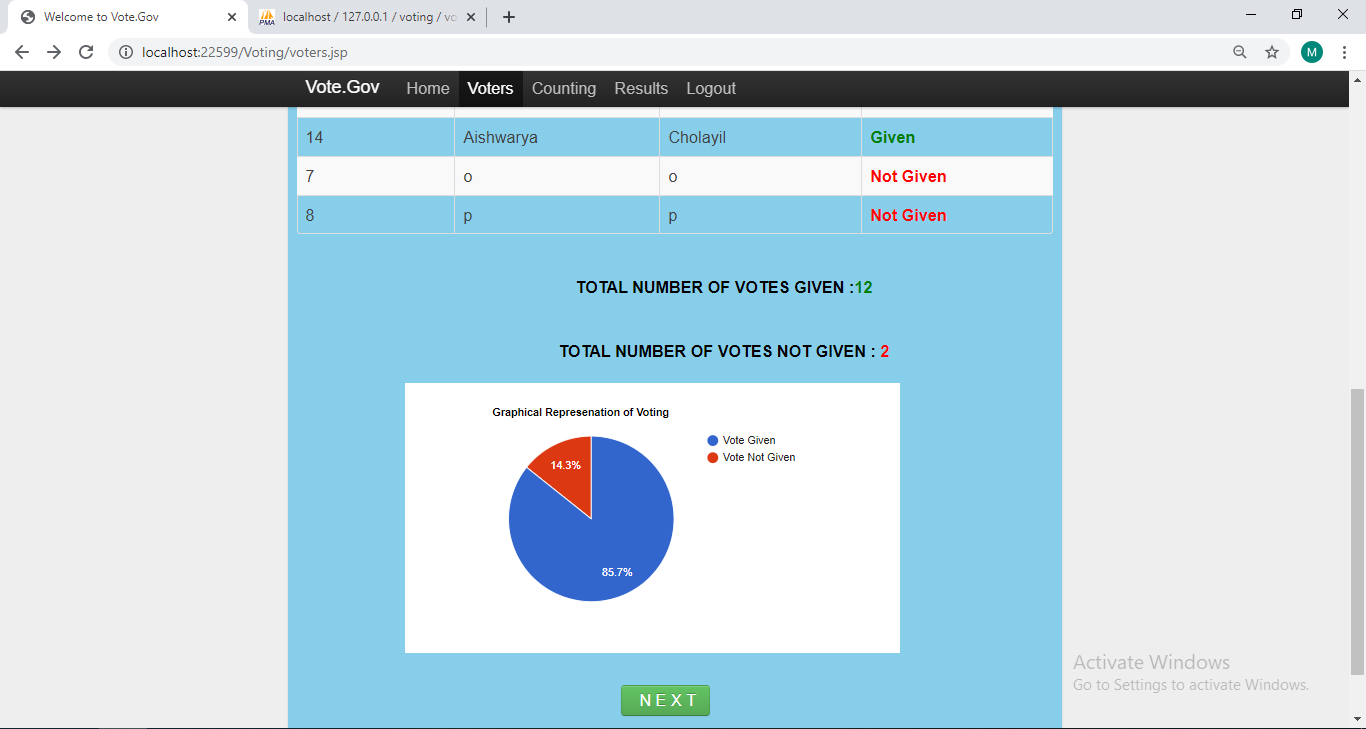 Welcome to Vote.Gov
PMA localhost / 127.0.0.1 / voting /
localhost:22599/Voting/voters.jsp
M
Vote.Gov Home Voters Counting Results Logout
14 Aishwarya Cholayil Given
7 o o Not Given
8 p p Not Given
TOTAL NUMBER OF VOTES GIVEN :12
TOTAL NUMBER OF VOTES NOT GIVEN : 2
Graphical Represenation of Voting
Vote Given
Vote Not Given
14.3%
85.7%
Activate Windows
Go to Settings to activate Windows.
NEXT